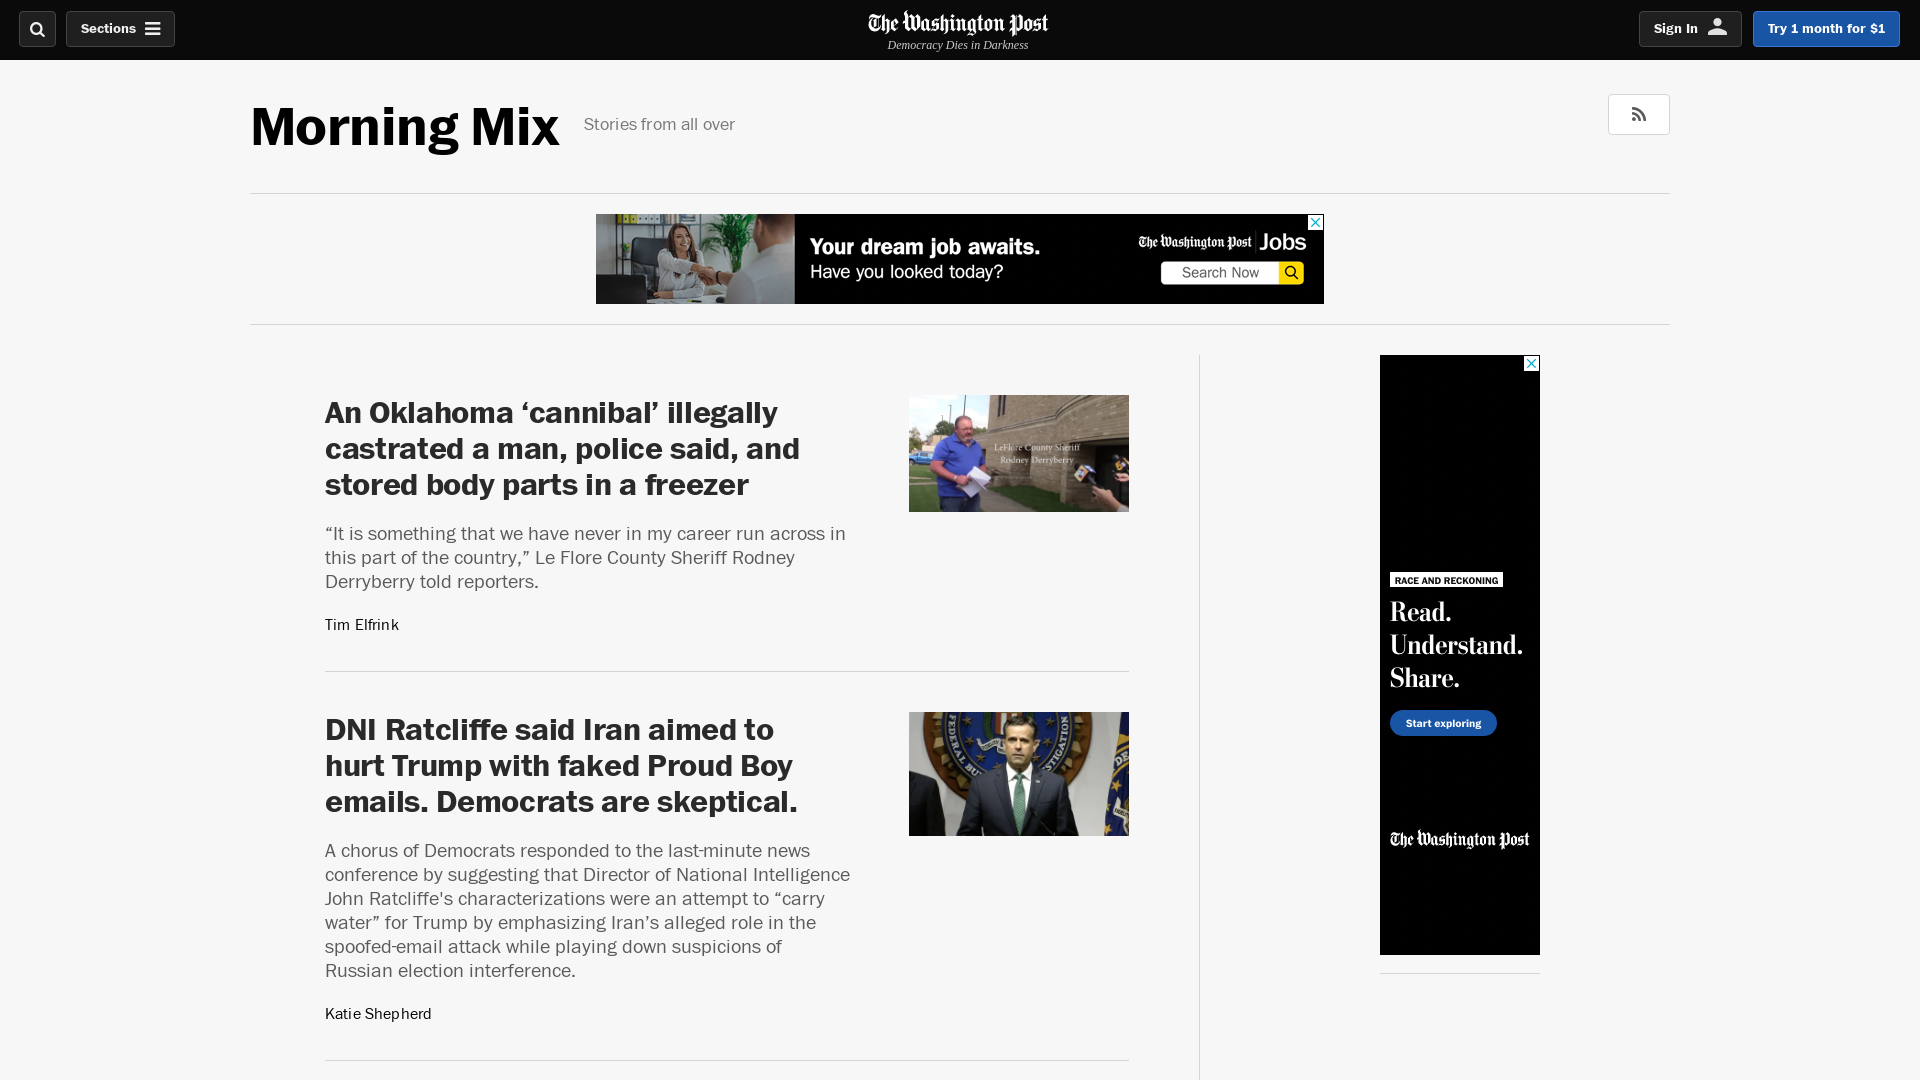 Sections
The Washington Post
Democracy Dies in Darkness
Sign In
Try 1 month for $1
Morning Mix
Stories from all over
Your dream job awaits.
Have you looked today?
The Washington Post Jobs
Search Now
An Oklahoma ‘cannibal’ illegally
castrated a man, police said, and
stored body parts in a freezer
“It is something that we have never in my career run across in
this part of the country,” Le Flore County Sheriff Rodney
Derryberry told reporters.
Tim Elfrink
LeFlore County Sheriff
Rodney Derryberry
DNI Ratcliffe said Iran aimed to
hurt Trump with faked Proud Boy
emails. Democrats are skeptical.
A chorus of Democrats responded to the last-minute news
conference by suggesting that Director of National Intelligence
John Ratcliffe's characterizations were an attempt to “carry
water” for Trump by emphasizing Iran’s alleged role in the
spoofed-email attack while playing down suspicions of
Russian election interference.
Katie Shepherd
RACE AND RECKONING
Read.
Understand.
Share.
Start exploring
The Washington Post